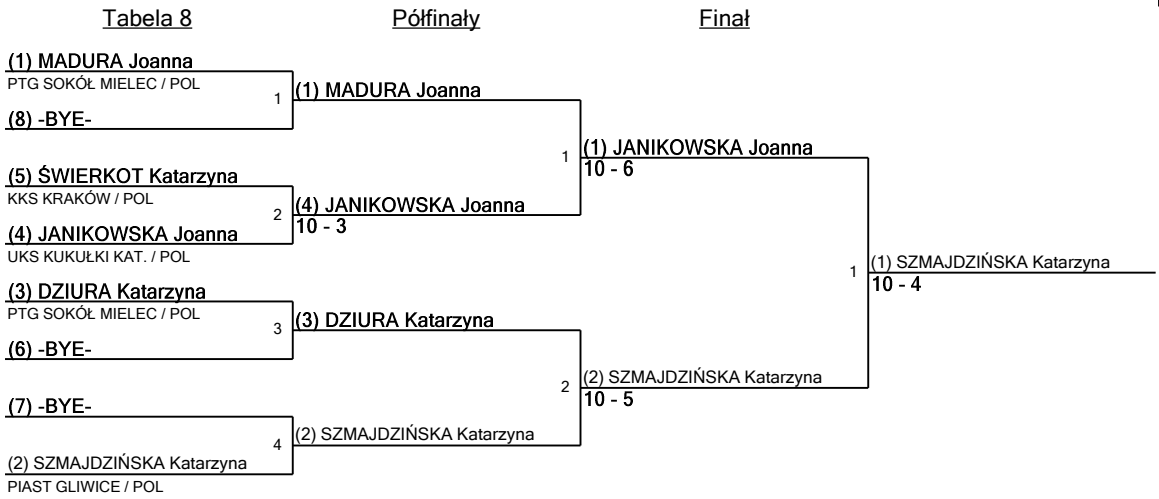 Tabela 8
Półfinały
Finał
(1) MADURA Joanna
PTG SOKÓŁ MIELEC / POL
1
(8) -BYE-
(5) ŚWIERKOT Katarzyna
KKS KRAKÓW / POL
2
(4) JANIKOWSKA Joanna
UKS KUKUŁKI KAT. / POL
(3) DZIURA Katarzyna
PTG SOKÓŁ MIELEC / POL
3
(6) -BYE-
(7) -BYE-
4
(2) SZMAJDZIŃSKA Katarzyna
PIAST GLIWICE / POL
(1) MADURA Joanna
1
(4) JANIKOWSKA Joanna
10 - 3
(3) DZIURA Katarzyna
2
(2) SZMAJDZIŃSKA Katarzyna
(1) JANIKOWSKA Joanna
10 - 6
1
(2) SZMAJDZIŃSKA Katarzyna
10 - 5
(1) SZMAJDZIŃSKA Katarzyna
10 - 4